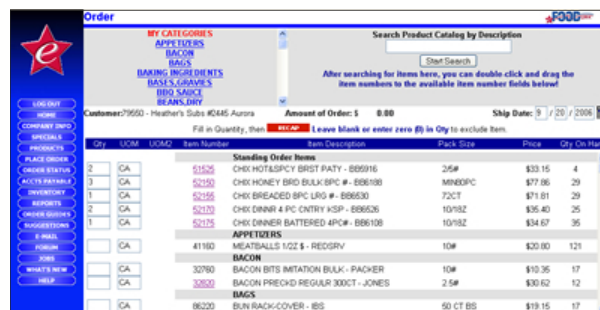 Order
FOOD
e
MY CATEGORIES
APPETIZERS
BACON
BAGS
BAKING INGREDIENTS
BASES,GRAVIES
BBQ SAUCE
BEANS,DRY
Search Product Catalog by Description
Start Search
After searching for items here, you can double-click and drag the
item numbers to the available item number fields below!
LOG OUT
HOME
COMPANY INFO
SPECIALS
PRODUCTS
PLACE ORDER
ORDER STATUS
ACCTS PAYABLE
INVENTORY
REPORTS
ORDER GUIDES
SUGGESTIONS
E-MAIL
FORUM
JOBS
WHAT'S NEW
HELP
Customer:79550 - Heather's Subs #2445 Aurora Amount of Order: $ 0.00 Ship Date: 9 / 20 / 2006
Fill in Quantity, then RECAP Leave blank or enter zero (0) in Qty to exclude item.
Qty UOM UOM2 Item Number Item Description Pack Size Price Qty On Han
Standing Order Items
2 CA 51525 CHIX HOT&SPCY BRST PATY - BB5916 2/5# $33.15 4
3 CA 52150 CHIX HONEY BRD BULK 8PC # - BB6188 MIN80PC $77.86 29
1 CA 52155 CHIX BREADED 8PC LRG # - BB6530 72CT $71.81 29
2 CA 52170 CHIX DINNR 4 PC CNTRY KSP - BB6526 10/18Z $35.40 25
1 CA 52175 CHIX DINNER BATTERED 4PC# - BB6108 10/18Z $34.67 35
APPETIZERS
CA 41160 MEATBALLS 1/2Z $ - REDSRV 10# $20.80 121
BACON
CA 32760 BACON BITS IMITATION BULK - PACKER 10# $10.35 17
CA 32820 BACON PRECKD REGULR 300CT - JONES 2.5# $30.62 12
BAGS
CA 86220 BUN RACK-COVER - IBS 50 CT BS $19.15 17